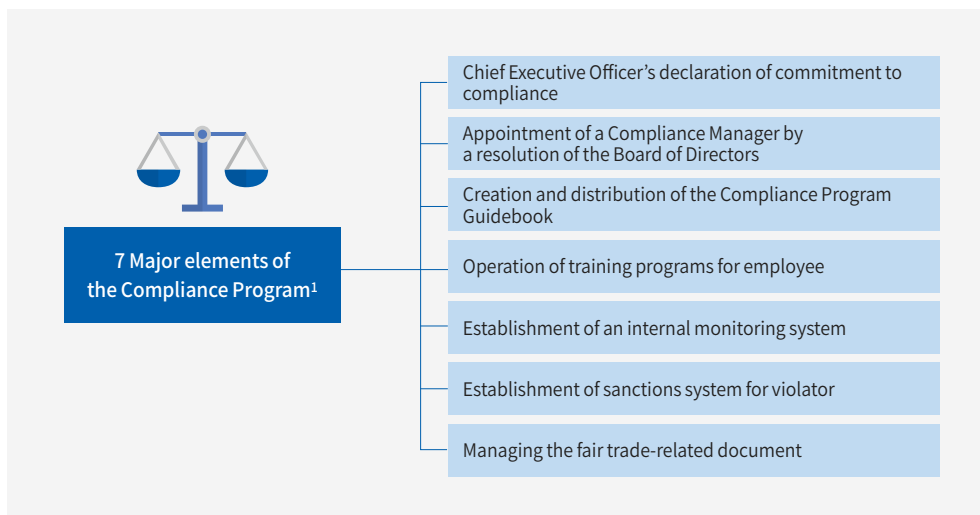 7 Major elements of
the Compliance Program¹
Chief Executive Officer’s declaration of commitment to
compliance
Appointment of a Compliance Manager by
a resolution of the Board of Directors
Creation and distribution of the Compliance Program
Guidebook
Operation of training programs for employee
Establishment of an internal monitoring system
Establishment of sanctions system for violator
Managing the fair trade-related document